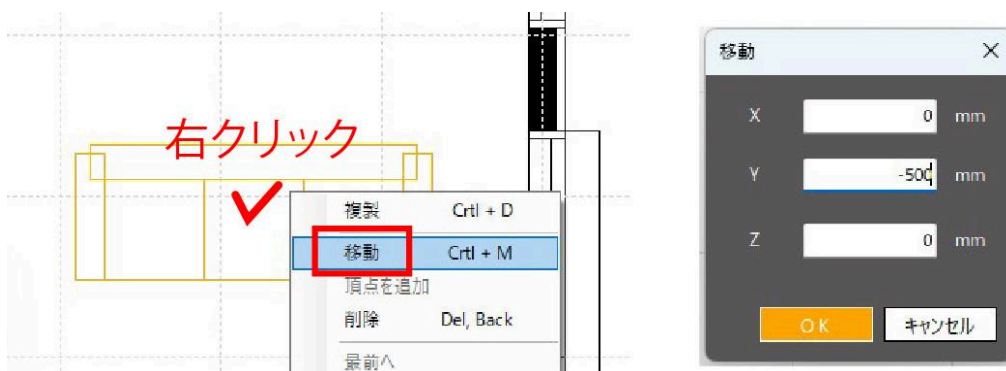 右クリック
複製 Crtl + D
移動 Crtl + M
頂点を追加
削除 Del, Back
最前へ
移動
X 0 mm
Y -500 mm
Z 0 mm
OK キャンセル